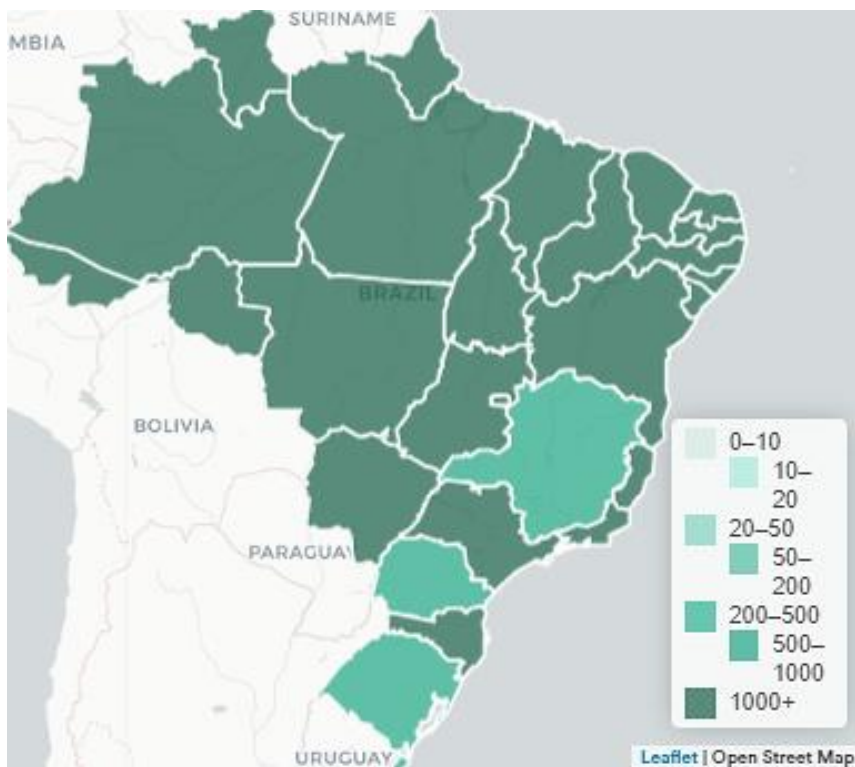 SURINAME
MBIA
BRAZIL
BOLIVIA
PARAGUAY
URUGUAY
0–10
10–
20
20–50
50–
200
200–500
500–
1000
1000+
Leaflet | Open Street Map